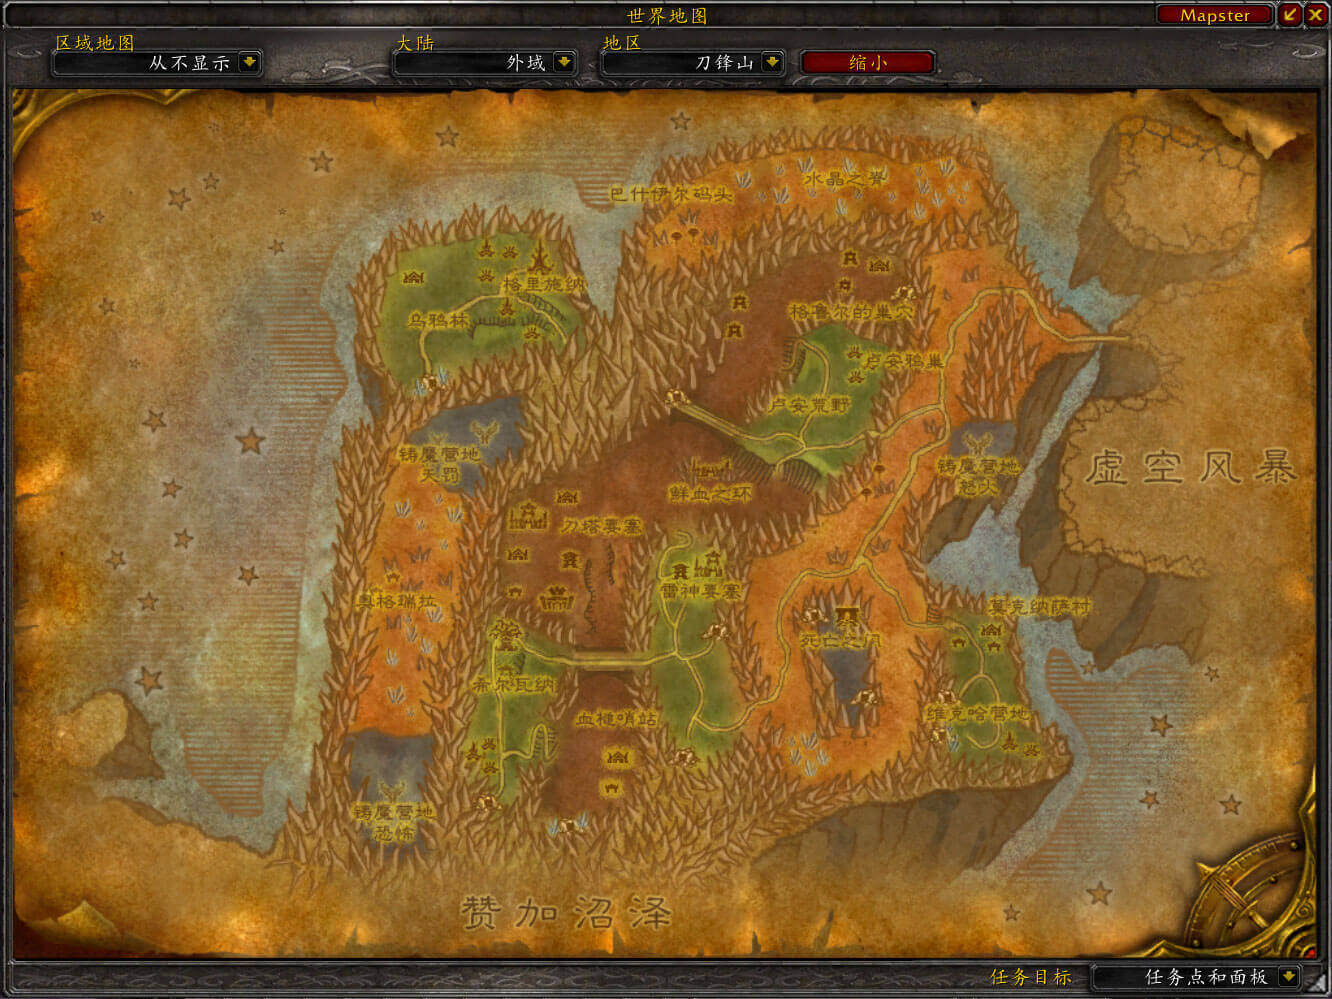 世界地图
Mapster
区域地图
大陆
地区
从不显示
外域
刀锋山
缩小
巴什伊尔码头
水晶之脊
格里施纳
乌鸦林
格鲁尔的巢穴
卢安鸦巢
卢安荒野
铸魔营地
天罚
铸魔营地
怒火
虚空风暴
鲜血之环
刀塔要塞
雷神要塞
奥格瑞拉
莫克纳萨村
死亡之门
希尔瓦纳
血槌哨站
维克哈营地
铸魔营地
恐怖
赞加沼泽
任务目标
任务点和面板